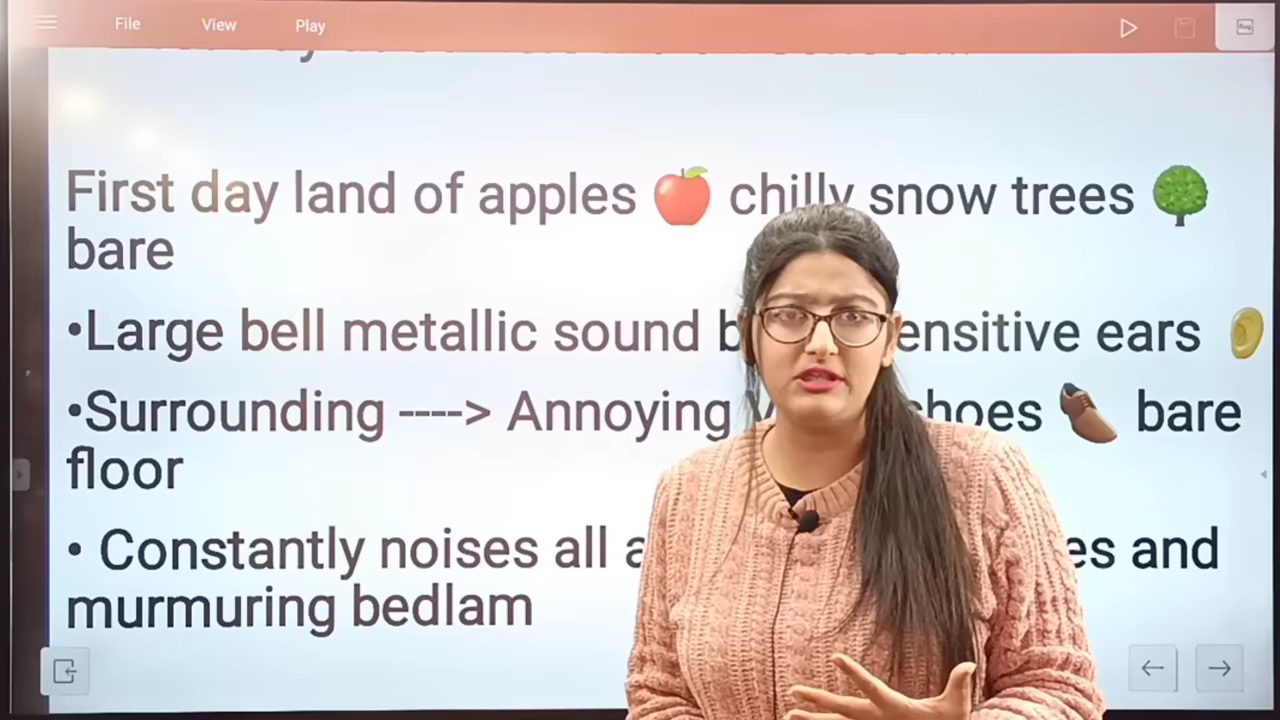 File View Play
First day land of apples 🍎 chilly snow trees 🌳
bare
•Large bell metallic sound ensitive ears 👂
•Surrounding ----> Annoying hoes 👞 bare
floor
• Constantly noises all a es and
murmuring bedlam